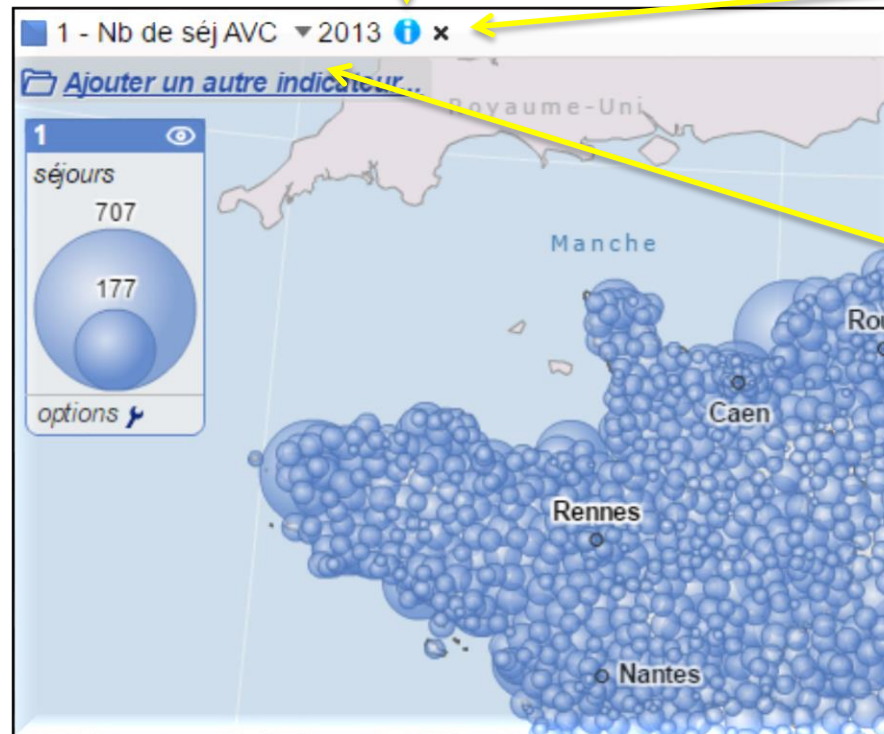 1 - Nb de séj AVC 2013
Ajouter un autre indicateur...
Royaume-Uni
1
séjours
707
177
options
Manche
Rou
Caen
Rennes
Nantes